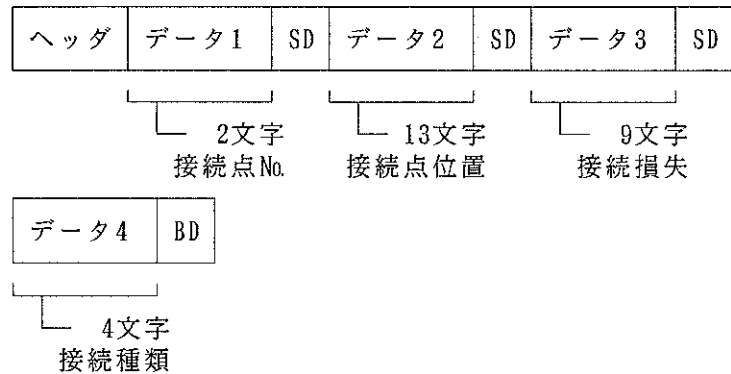 ヘッダ データ1 SD データ2 SD データ3 SD
2文字 13文字 9文字
接続点№ 接続点位置 接続損失
データ4 BD
4文字
接続種類